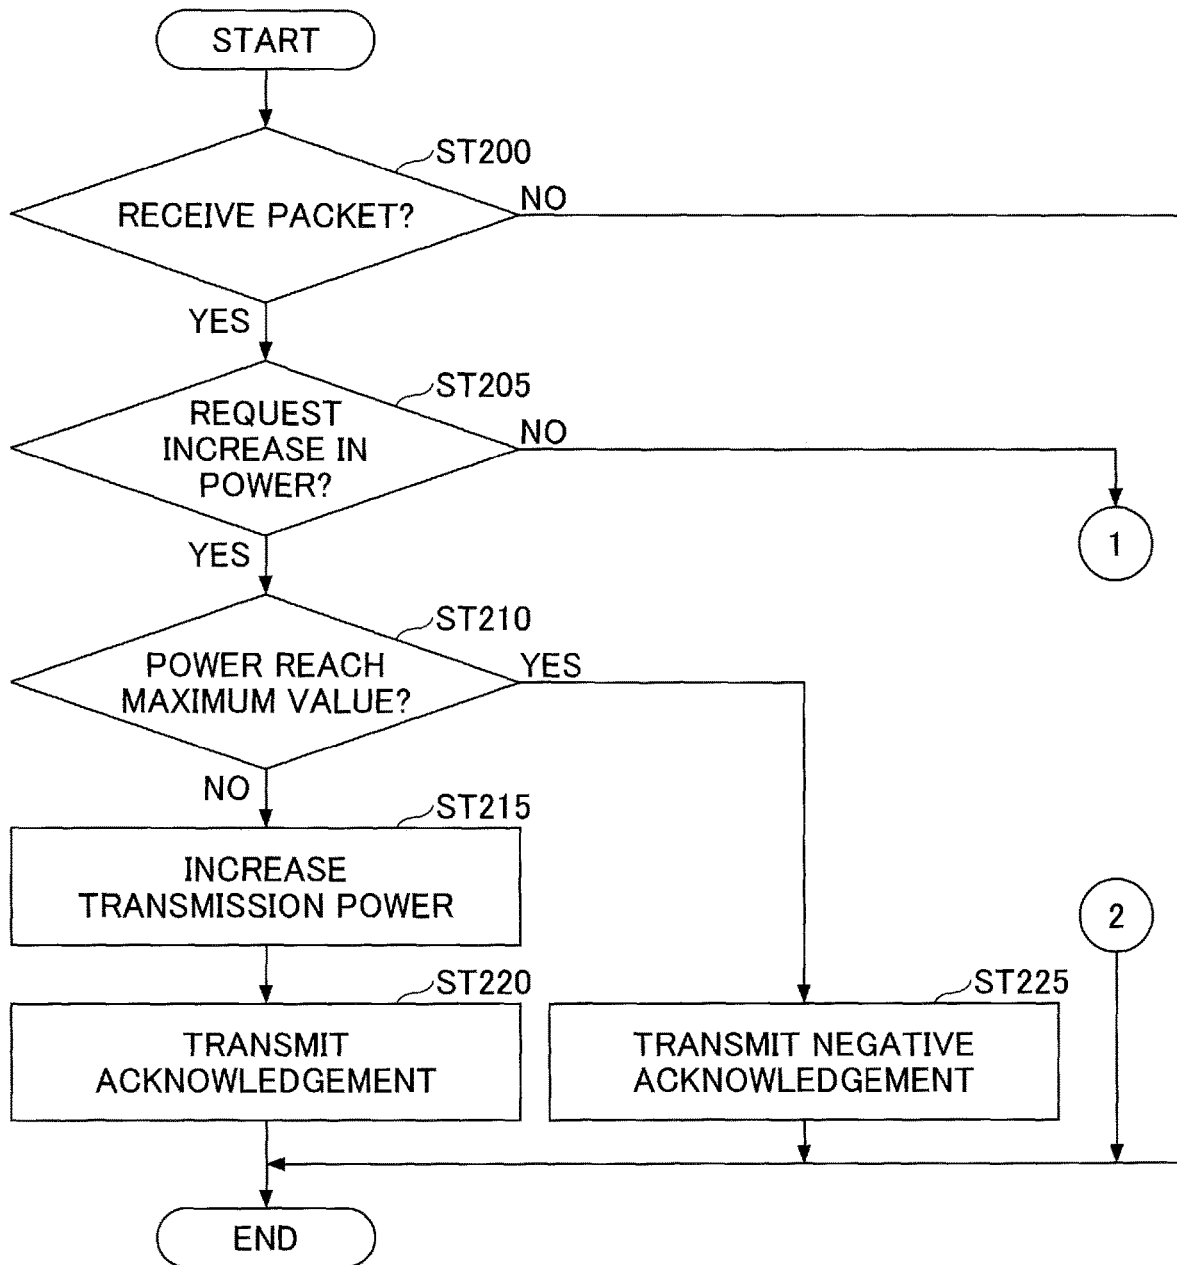 START
ST200
RECEIVE PACKET?
NO
YES
ST205
REQUEST
INCREASE IN
POWER?
NO
1
YES
ST210
POWER REACH
MAXIMUM VALUE?
YES
NO
ST215
INCREASE
TRANSMISSION POWER
2
ST220
TRANSMIT
ACKNOWLEDGEMENT
ST225
TRANSMIT NEGATIVE
ACKNOWLEDGEMENT
END